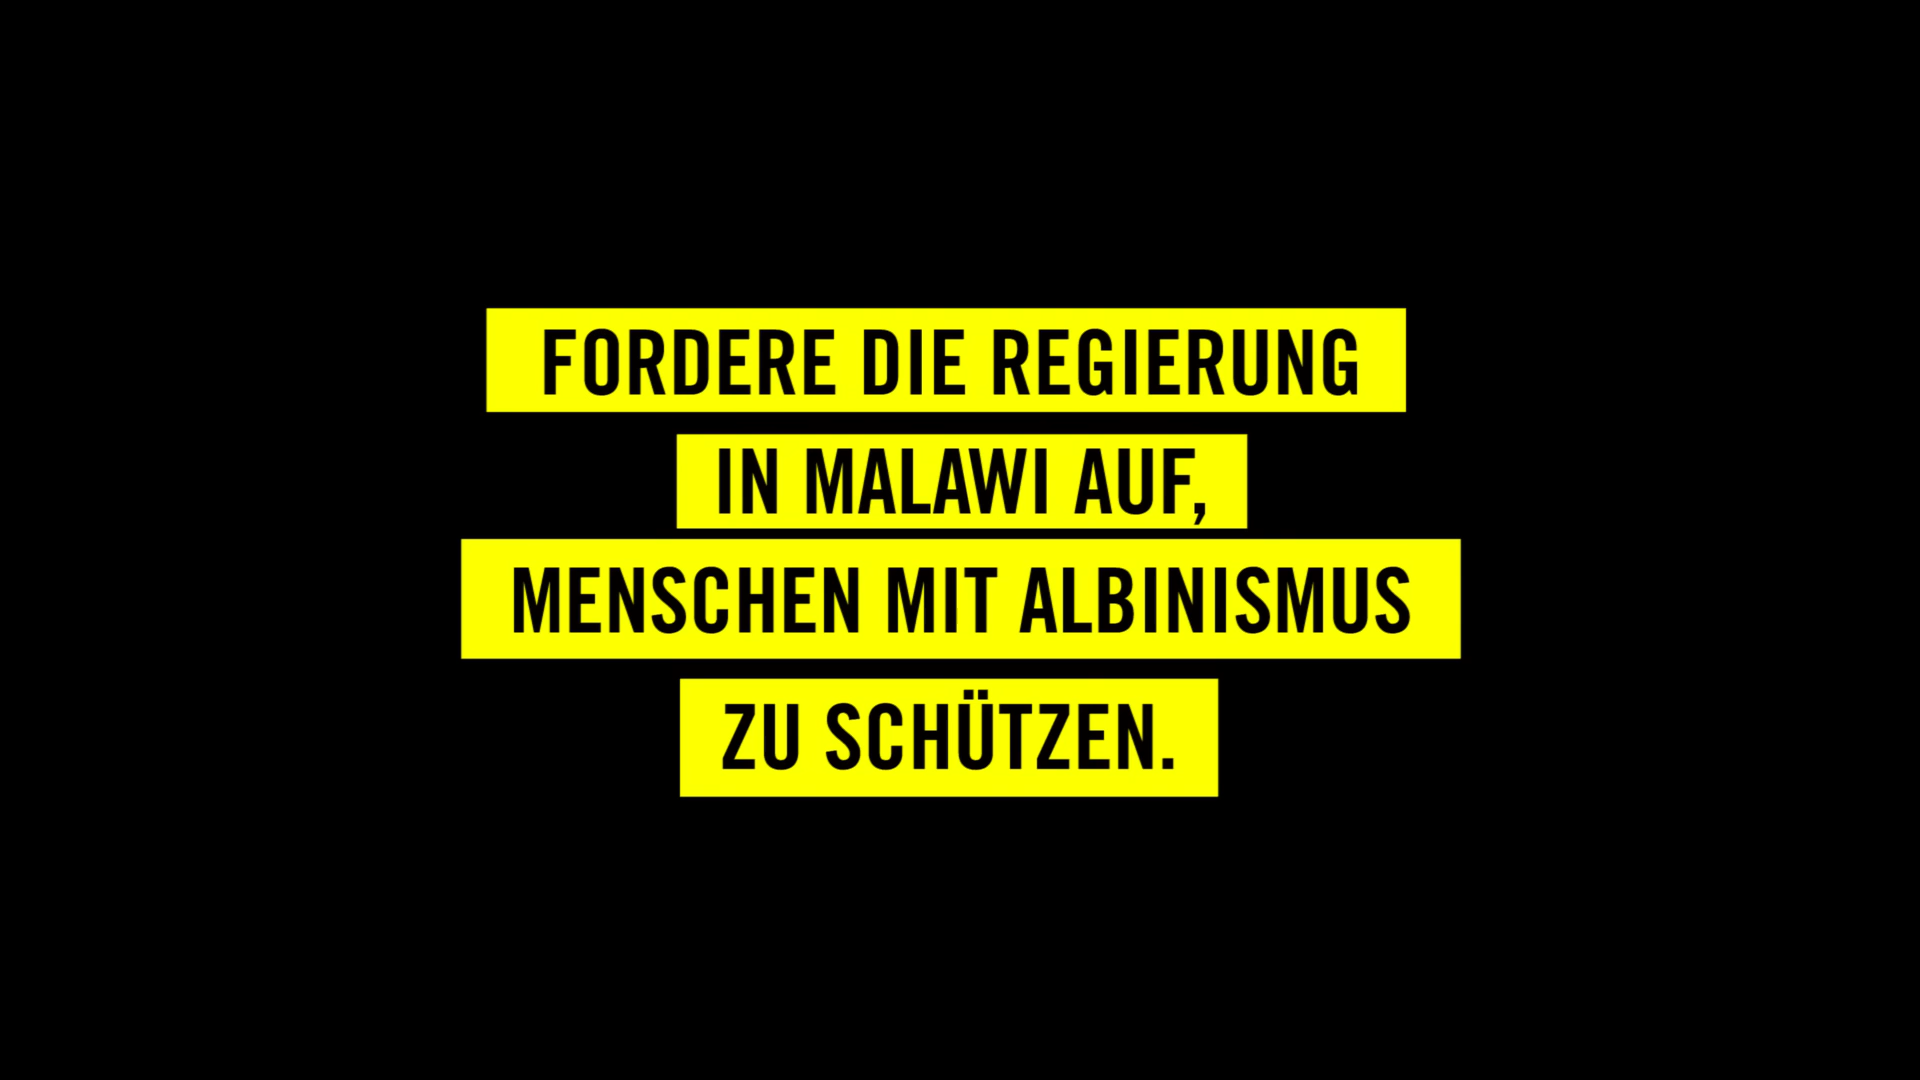 FORDERE DIE REGIERUNG
IN MALAWI AUF,
MENSCHEN MIT ALBINISMUS
ZU SCHÜTZEN.